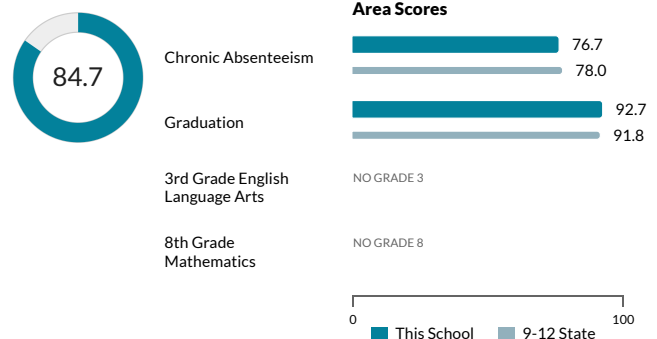 Area Scores
84.7
Chronic Absenteeism
76.7
78.0
Graduation
92.7
91.8
3rd Grade English
Language Arts
NO GRADE 3
8th Grade
Mathematics
NO GRADE 8
0
100
This School
9-12 State